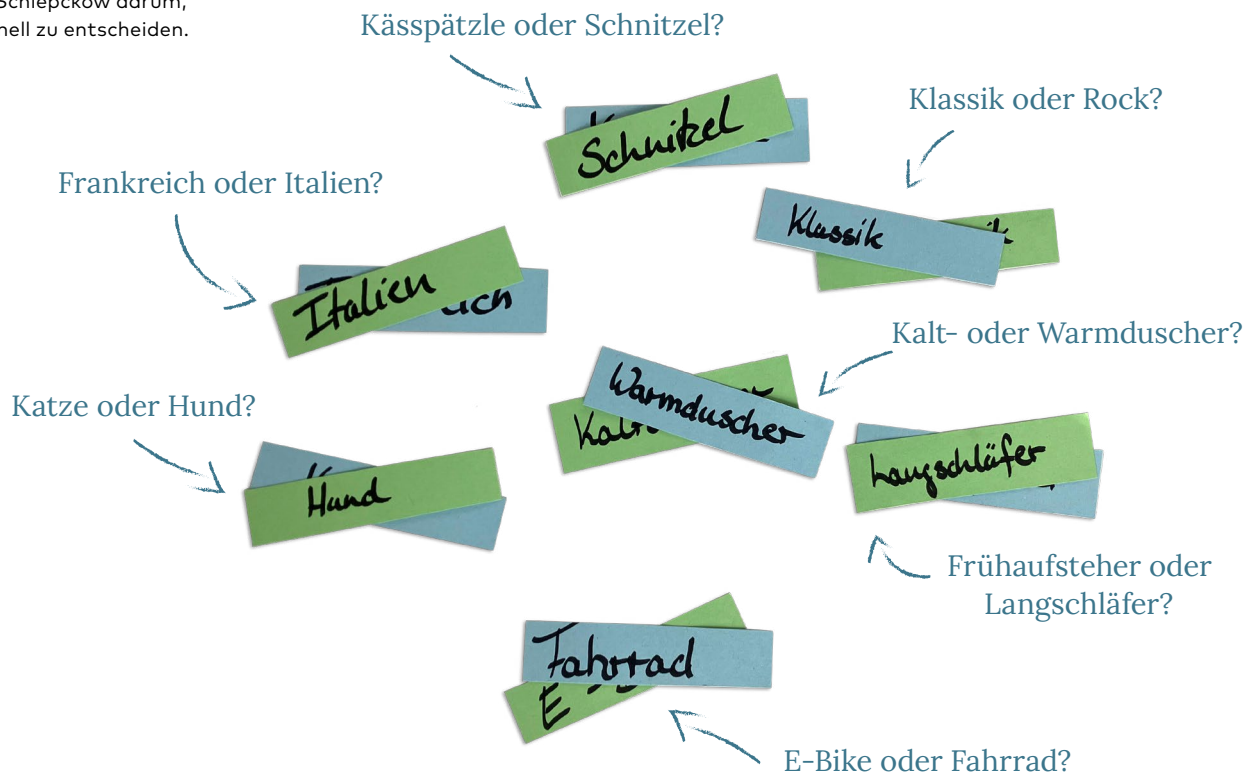 Schlepckow darum,
nell zu entscheiden.
Kässpätzle oder Schnitzel?
Schnitzel
Klassik oder Rock?
Klassik
Frankreich oder Italien?
Italien
Kalt- oder Warmduscher?
Warmduscher
Katze oder Hund?
Hund
Langschläfer
Frühaufsteher oder
Langschläfer?
Fahrrad
E-Bike oder Fahrrad?